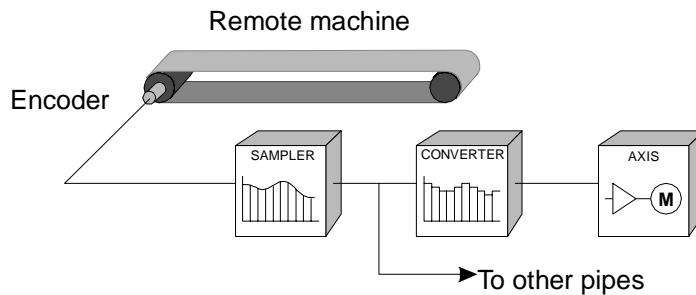 Remote machine
Encoder
SAMPLER
CONVERTER
AXIS
M
To other pipes